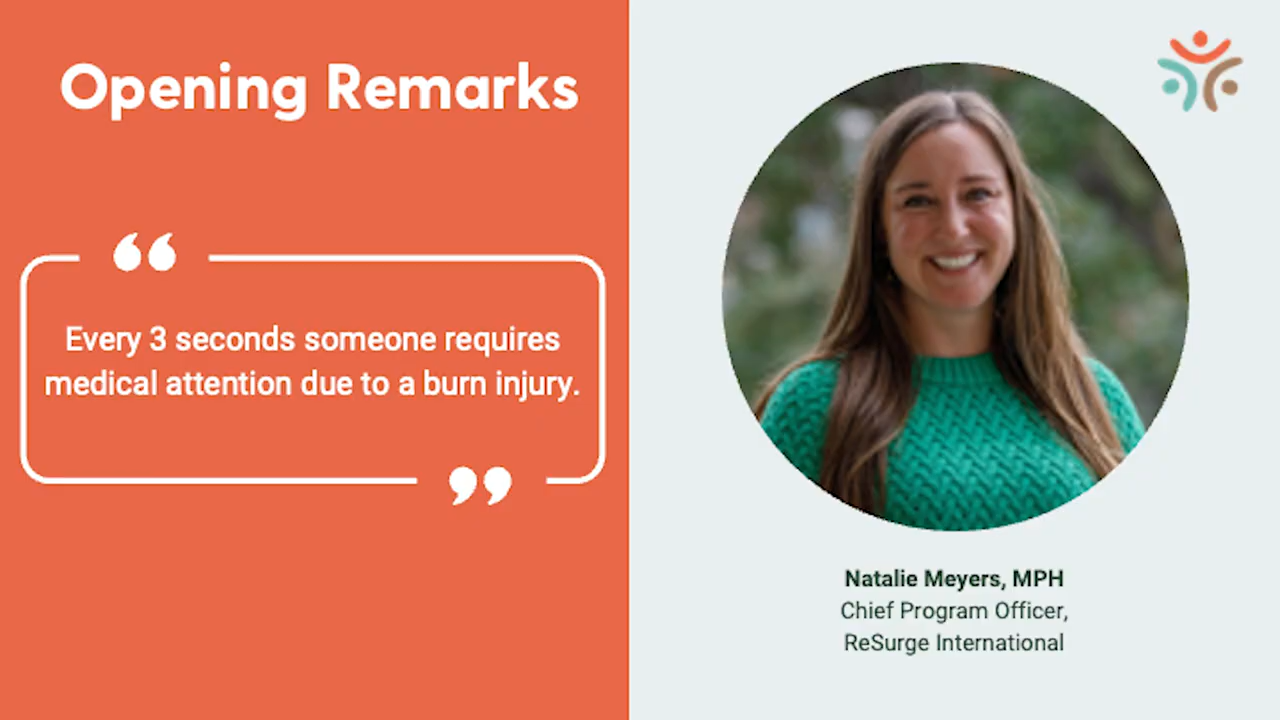 Opening Remarks
“
Every 3 seconds someone requires
medical attention due to a burn injury.
”
Natalie Meyers, MPH
Chief Program Officer,
ReSurge International